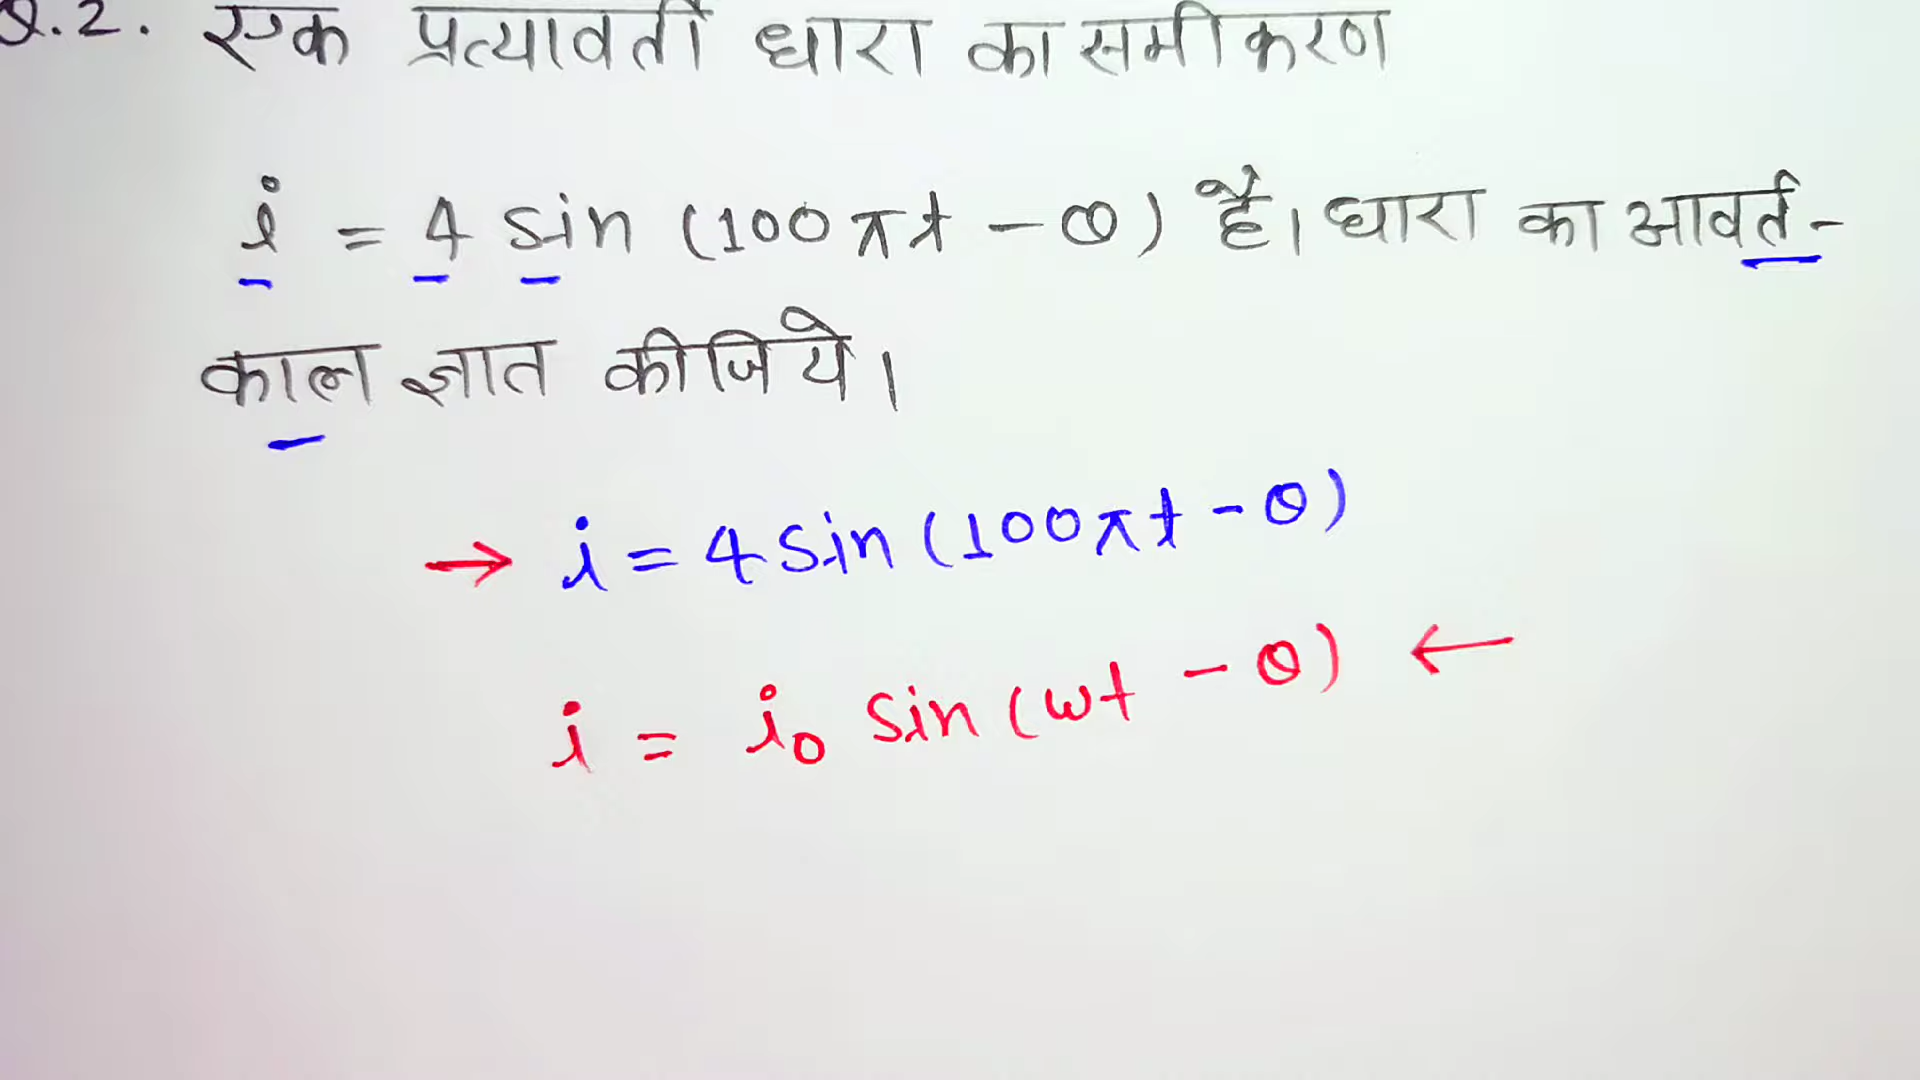 Q.2. एक प्रत्यावर्ती धारा का समीकरण
i = 4 sin (100πt - θ) है। धारा का आवर्त-
काल ज्ञात कीजिये।
→ i = 4 sin (100πt - θ)
i = i₀ sin (ωt - θ) ←